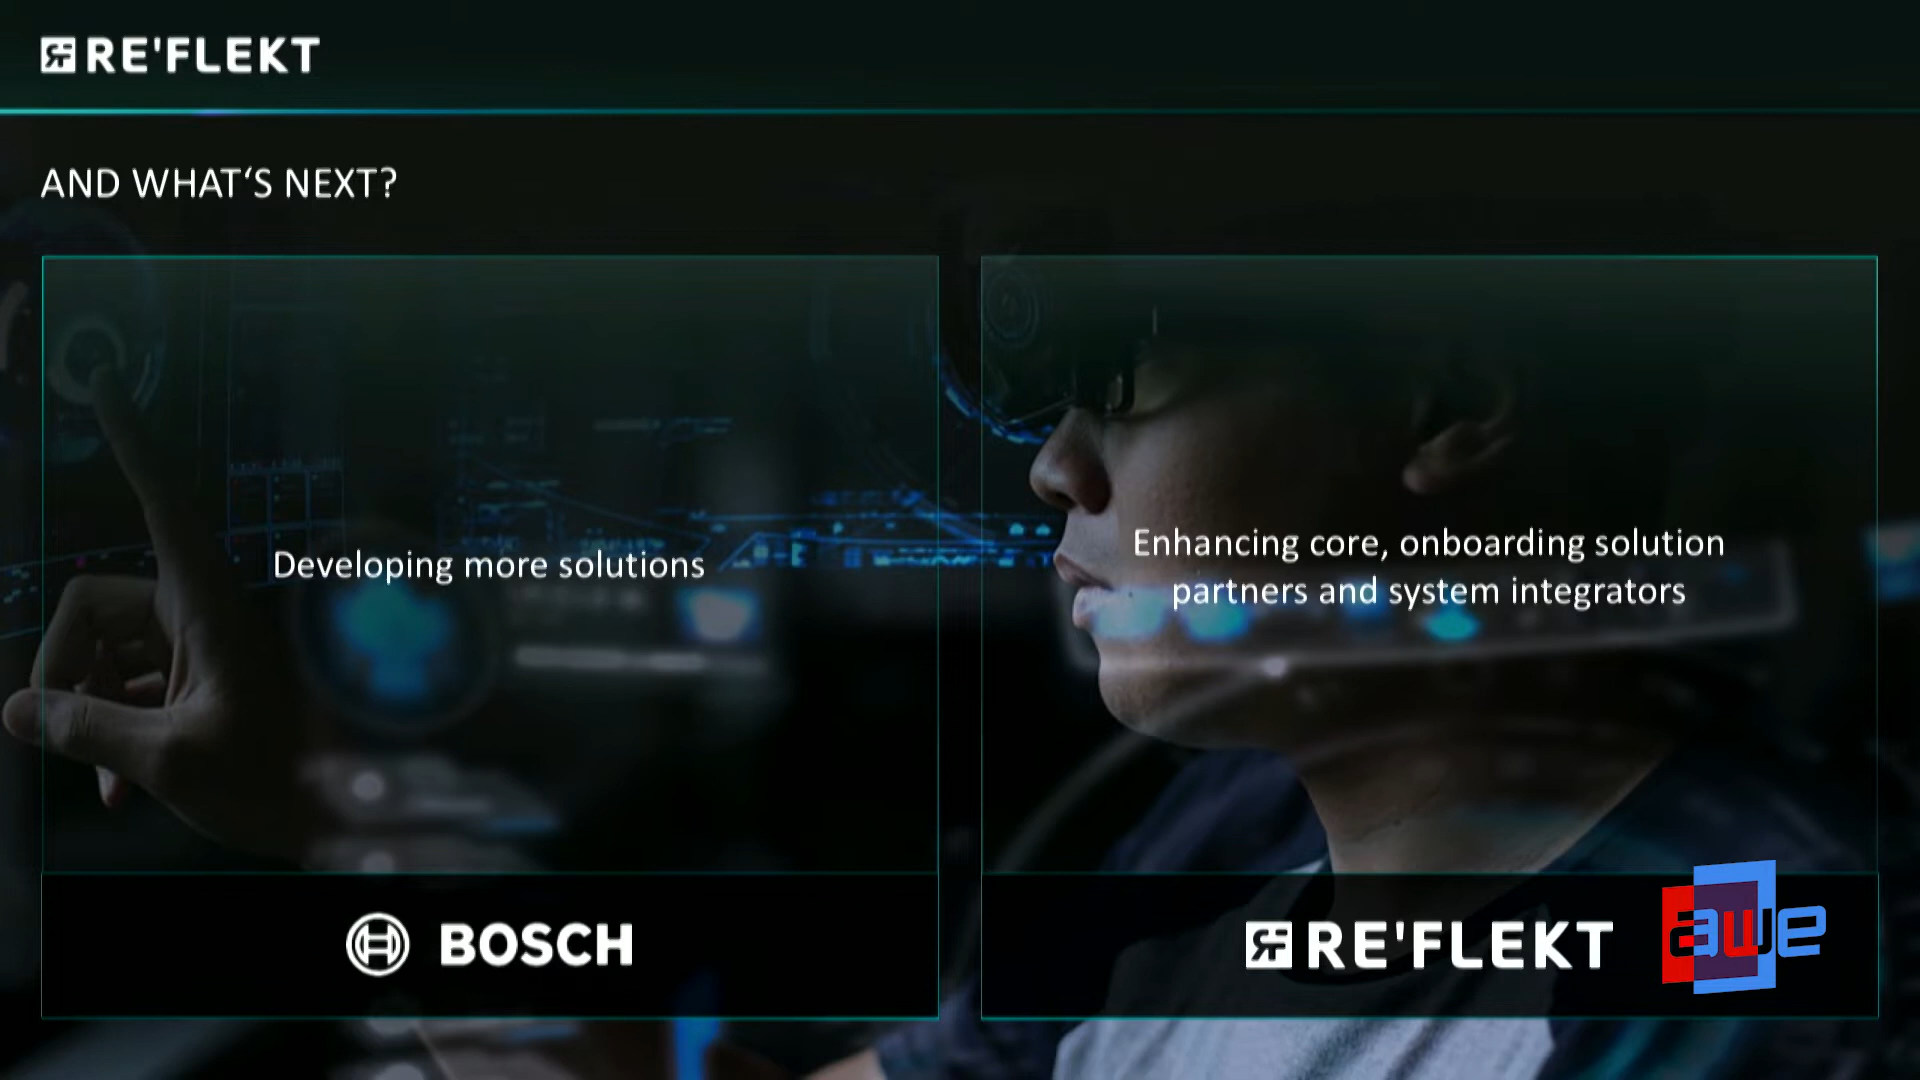 RE'FLEKT
AND WHAT‘S NEXT?
Developing more solutions
Enhancing core, onboarding solution
partners and system integrators
BOSCH
RE'FLEKT
awe